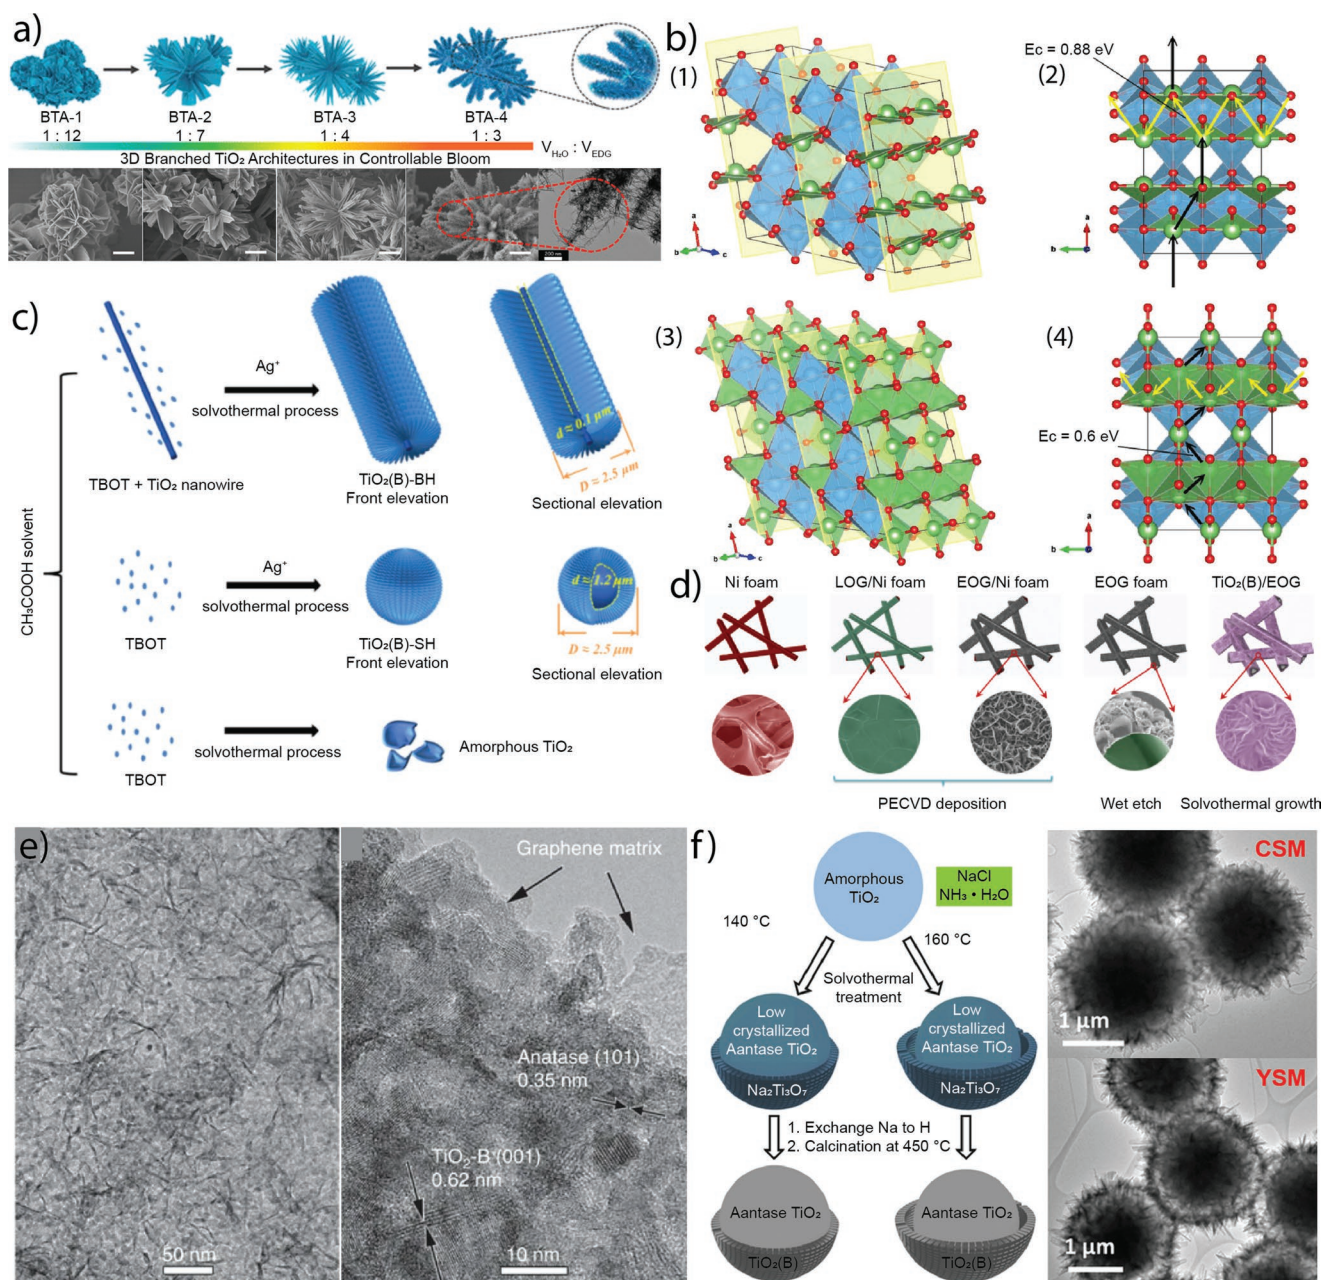 a)
BTA-1
BTA-2
BTA-3
BTA-4
1 : 12
1 : 7
1 : 4
1 : 3
V_H₂O : V_EDG
3D Branched TiO₂ Architectures in Controllable Bloom
200 nm
b)
(1)
a
b
c
(2)
Ec = 0.88 eV
a
b
(3)
a
b
c
(4)
Ec = 0.6 eV
a
b
c)
CH₃COOH solvent
Ag⁺
solvothermal process
TBOT + TiO₂ nanowire
TiO₂(B)-BH
Front elevation
d ≈ 0.1 μm
D ≈ 2.5 μm
Sectional elevation
Ag⁺
solvothermal process
TBOT
TiO₂(B)-SH
Front elevation
d ≈ 1.2 μm
D ≈ 2.5 μm
Sectional elevation
solvothermal process
TBOT
Amorphous TiO₂
d)
Ni foam
LOG/Ni foam
EOG/Ni foam
EOG foam
TiO₂(B)/EOG
PECVD deposition
Wet etch
Solvothermal growth
e)
50 nm
Graphene matrix
Anatase (101)
0.35 nm
TiO₂-B (001)
0.62 nm
10 nm
f)
Amorphous
TiO₂
NaCl
NH₃ • H₂O
140 °C
160 °C
Solvothermal
treatment
Low
crystallized
Aantase TiO₂
Na₂Ti₃O₇
Low
crystallized
Aantase TiO₂
Na₂Ti₃O₇
1. Exchange Na to H
2. Calcination at 450 °C
Aantase TiO₂
TiO₂(B)
Aantase TiO₂
TiO₂(B)
CSM
1 μm
YSM
1 μm